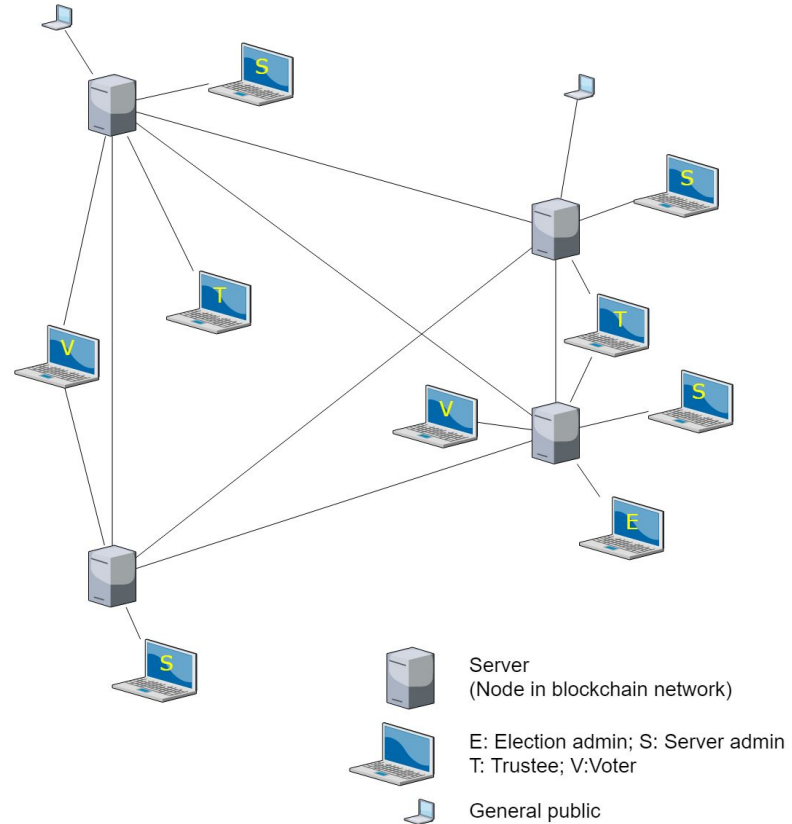 S
S
T
V
T
V
S
E
S
Server
(Node in blockchain network)
E: Election admin; S: Server admin
T: Trustee; V:Voter
General public